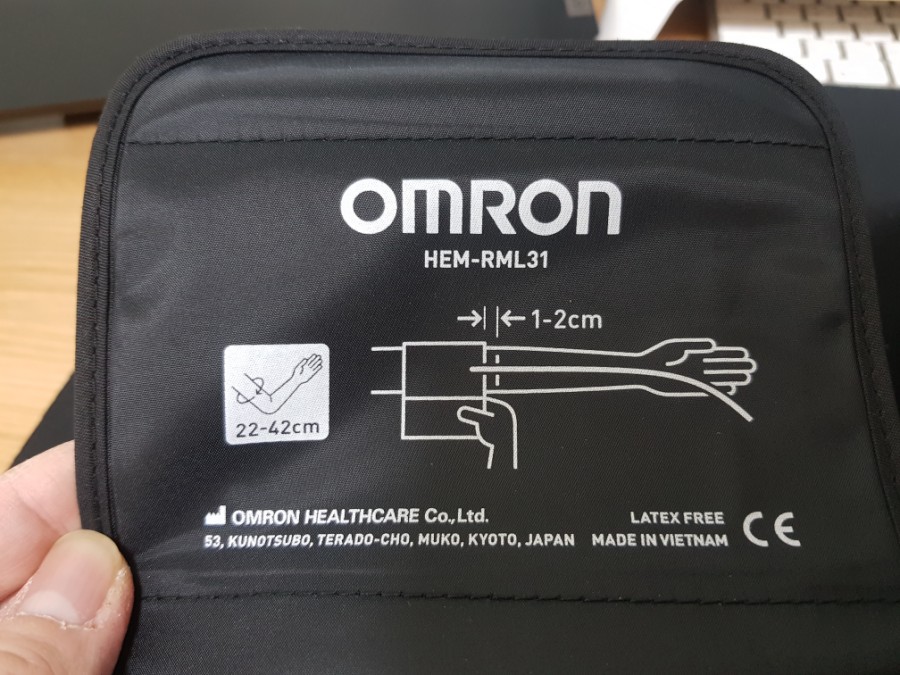 OMRON
HEM-RML31
1-2cm
22-42cm
OMRON HEALTHCARE Co., Ltd.
53, KUNOTSUBO, TERADO-CHO, MUKO, KYOTO, JAPAN
LATEX FREE
MADE IN VIETNAM
CE